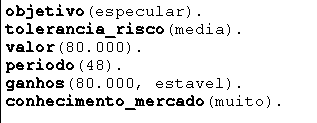 objetivo(especular).
tolerancia_risco(media).
valor(80.000).
periodo(48).
ganhos(80.000, estavel).
conhecimento_mercado(muito).